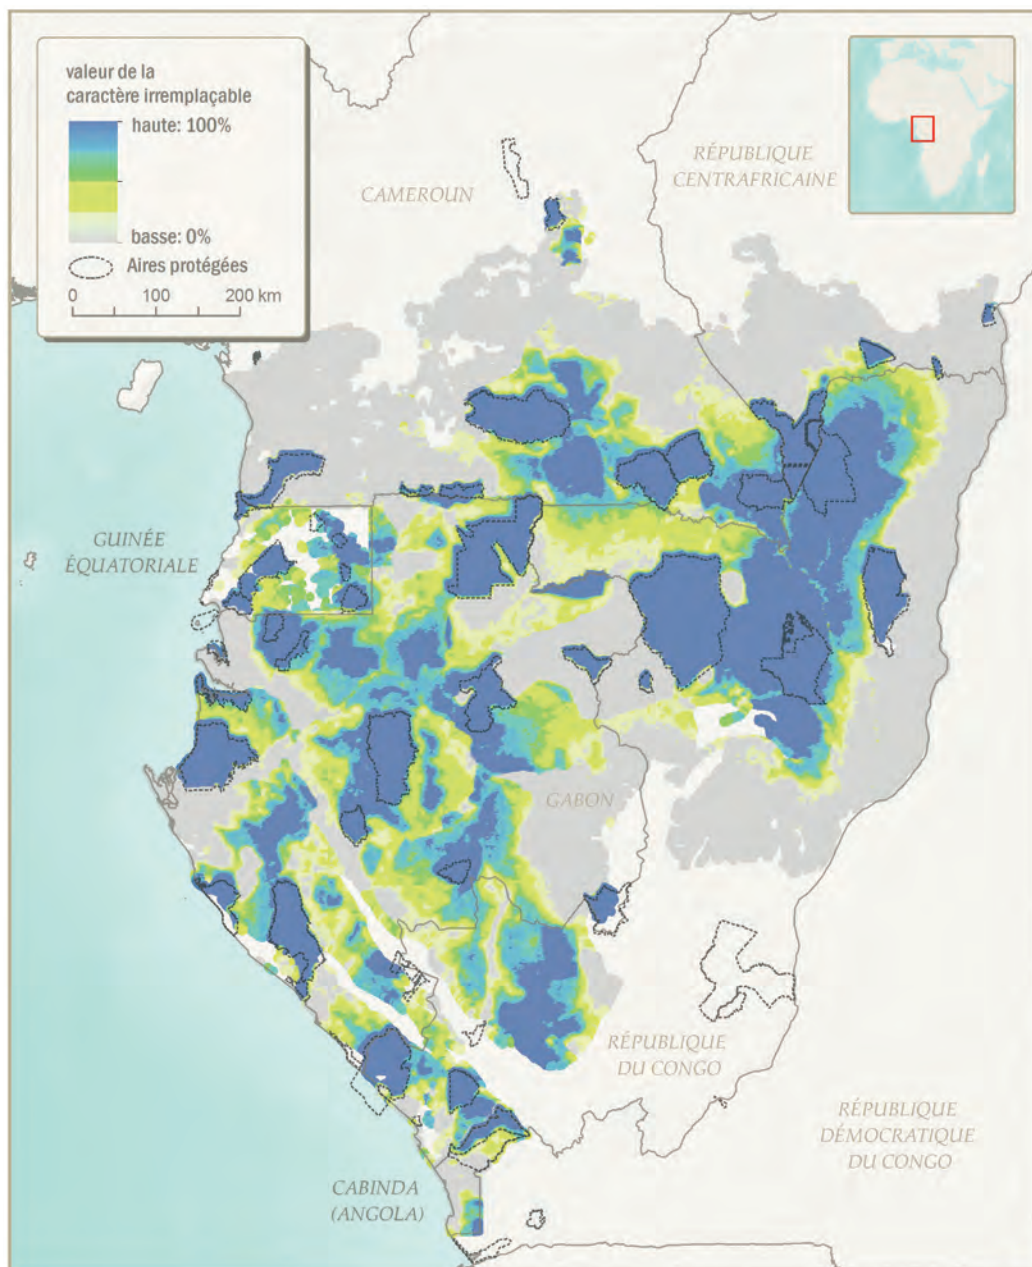 valeur de la
caractère irremplaçable
haute: 100%
basse: 0%
Aires protégées
0 100 200 km
CAMEROUN
RÉPUBLIQUE
CENTRAFRICAINE
GUINÉE
ÉQUATORIALE
GABON
RÉPUBLIQUE
DU CONGO
RÉPUBLIQUE
DÉMOCRATIQUE
DU CONGO
CABINDA
(ANGOLA)